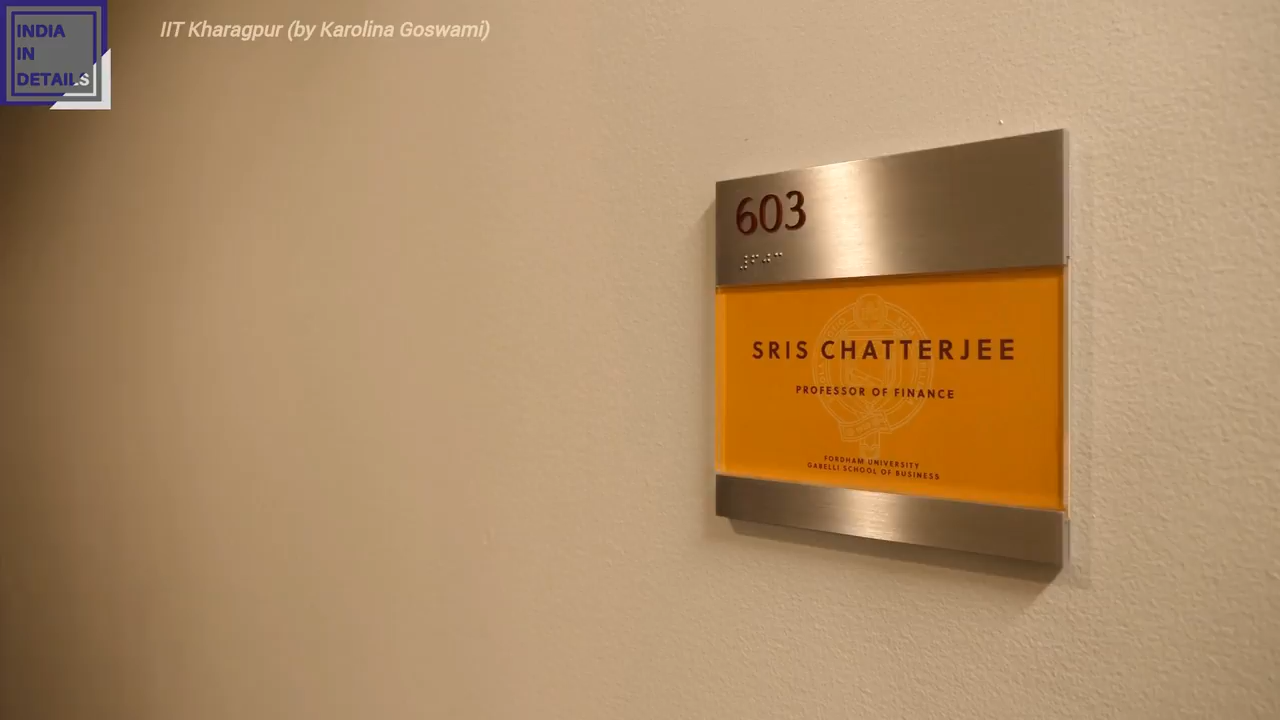 INDIA
IN
DETAILS
IIT Kharagpur (by Karolina Goswami)
603
SRIS CHATTERJEE
PROFESSOR OF FINANCE
FORDHAM UNIVERSITY
GABELLI SCHOOL OF BUSINESS